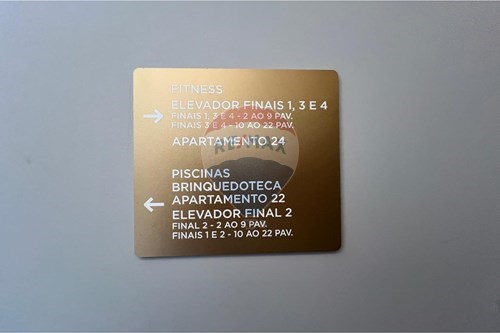 FITNESS
ELEVADOR FINAIS 1, 3 E 4
FINAIS 1, 3 E 4 - 2 AO 9 PAV.
FINAIS 3 E 4 - 10 AO 22 PAV.
APARTAMENTO 24
RE/MAX
PISCINAS
BRINQUEDOTECA
APARTAMENTO 22
ELEVADOR FINAL 2
FINAL 2 - 2 AO 9 PAV.
FINAIS 1 E 2 - 10 AO 22 PAV.